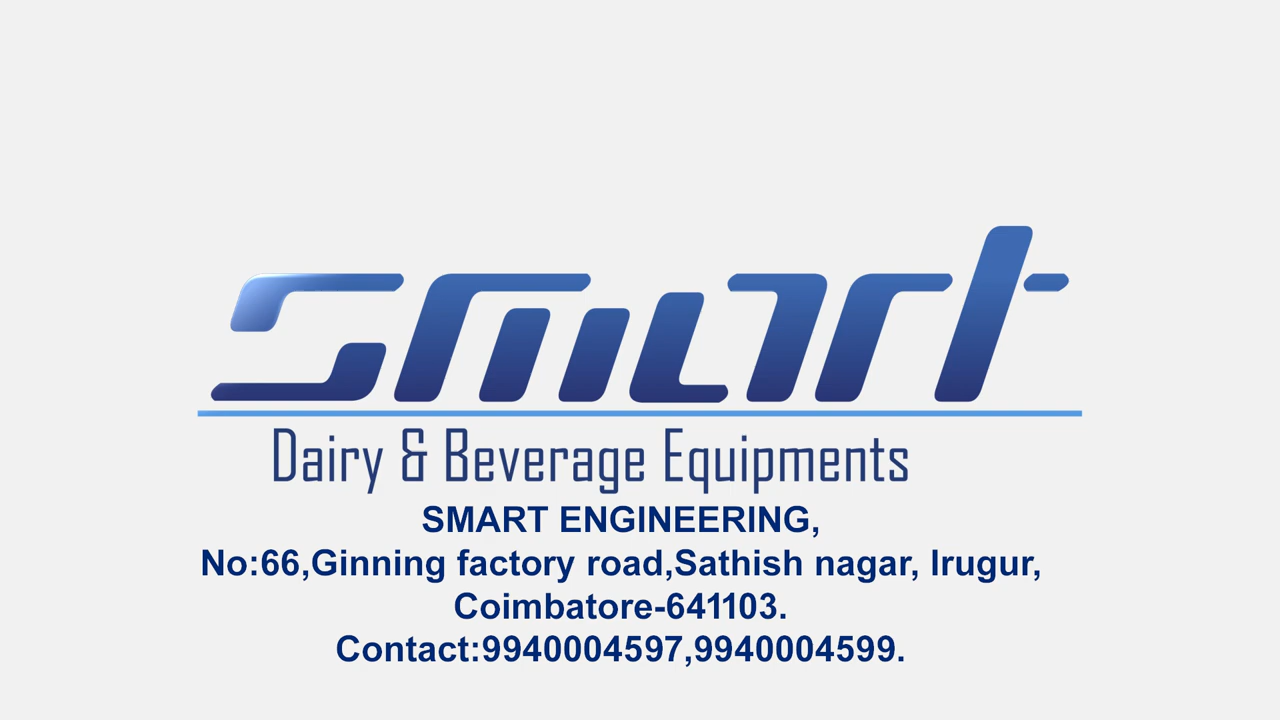 smart
Dairy & Beverage Equipments
SMART ENGINEERING,
No:66,Ginning factory road,Sathish nagar, Irugur,
Coimbatore-641103.
Contact:9940004597,9940004599.